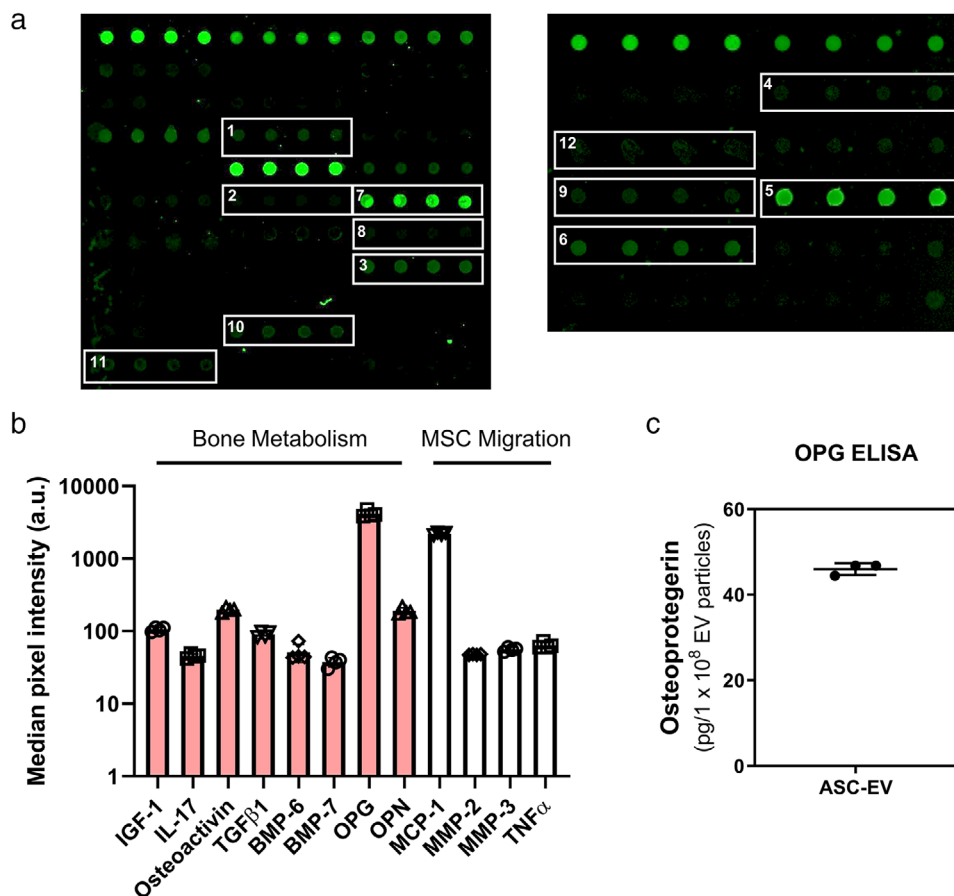 a
1
2
7
8
3
10
11
4
12
9
5
6
b
Bone Metabolism
MSC Migration
Median pixel intensity (a.u.)
10000
1000
100
10
1
IGF-1
IL-17
Osteoactivin
TGFβ1
BMP-6
BMP-7
OPG
OPN
MCP-1
MMP-2
MMP-3
TNFα
c
OPG ELISA
Osteoprotegerin
(pg/1 x 10⁸ EV particles)
60
40
20
0
ASC-EV